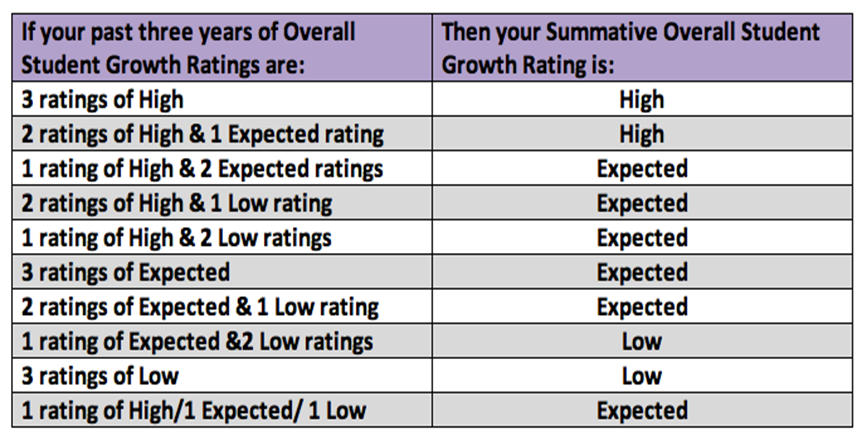 If your past three years of Overall
Student Growth Ratings are:
Then your Summative Overall Student
Growth Rating is:
3 ratings of High
High
2 ratings of High & 1 Expected rating
High
1 rating of High & 2 Expected ratings
Expected
2 ratings of High & 1 Low rating
Expected
1 rating of High & 2 Low ratings
Expected
3 ratings of Expected
Expected
2 ratings of Expected & 1 Low rating
Expected
1 rating of Expected &2 Low ratings
Low
3 ratings of Low
Low
1 rating of High/1 Expected/ 1 Low
Expected